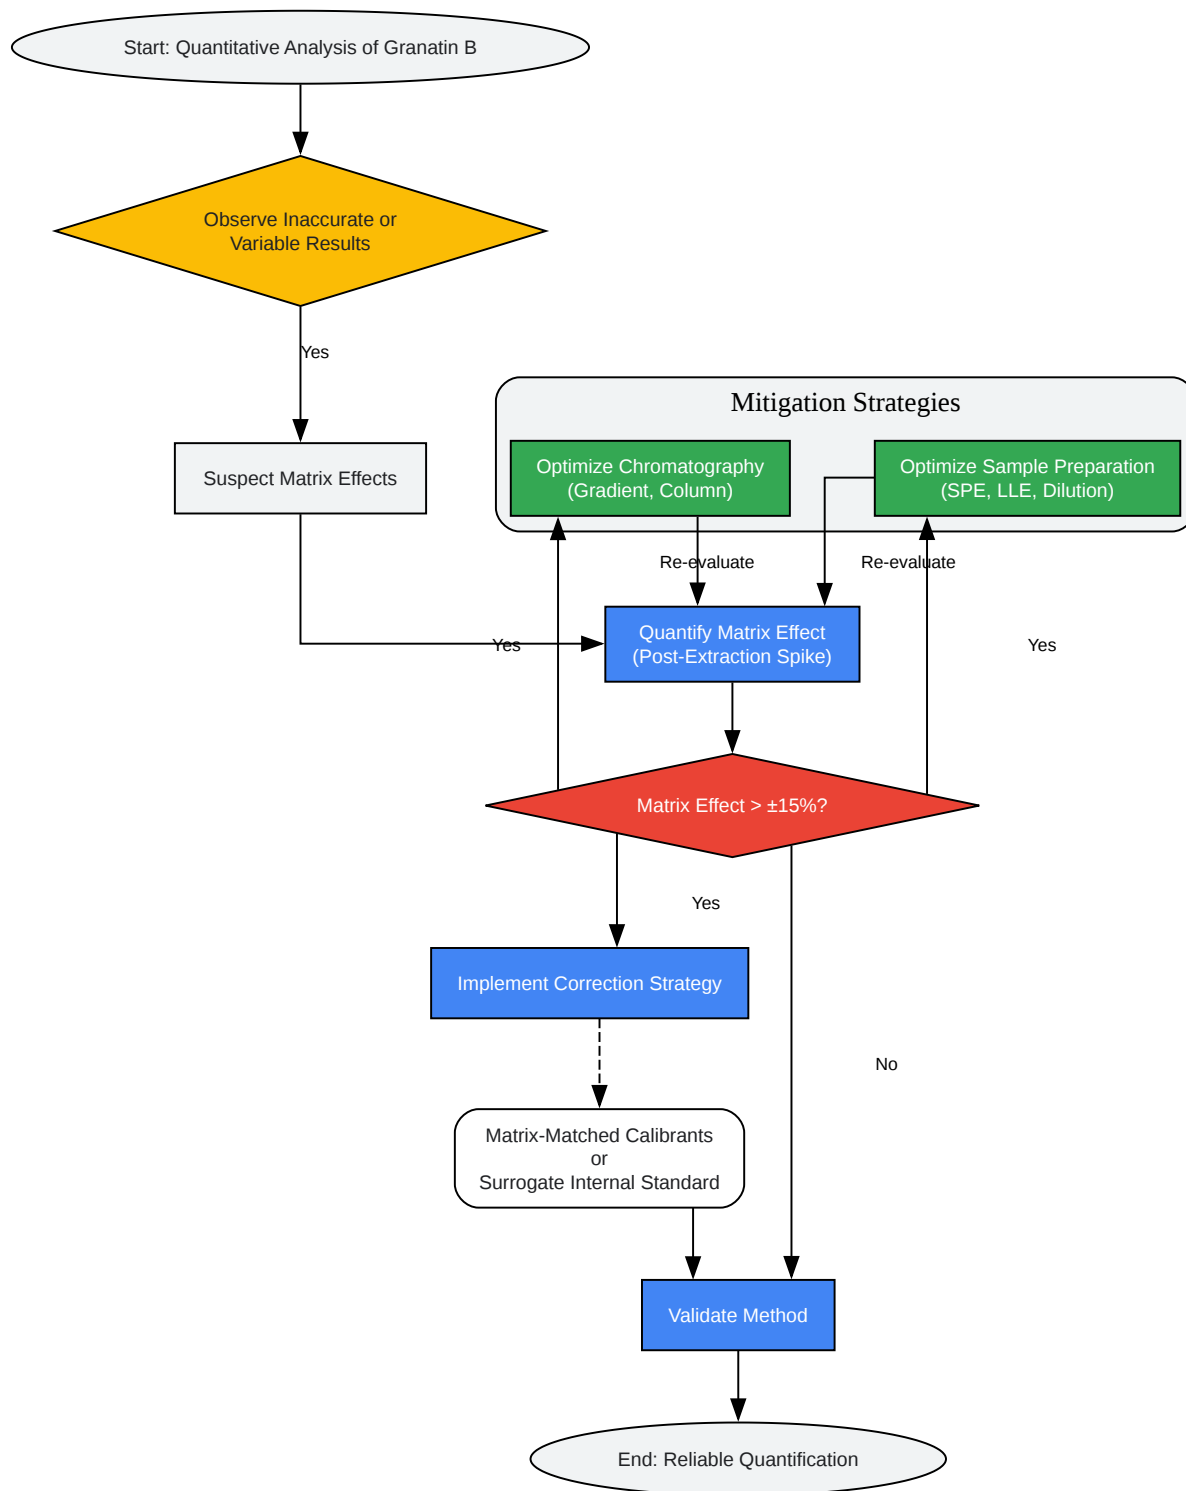 Start: Quantitative Analysis of Granatin B
Observe Inaccurate or
Variable Results
Yes
Mitigation Strategies
Suspect Matrix Effects
Optimize Chromatography
(Gradient, Column)
Optimize Sample Preparation
(SPE, LLE, Dilution)
Re-evaluate
Re-evaluate
Yes
Quantify Matrix Effect
(Post-Extraction Spike)
Yes
Matrix Effect > ±15%?
Yes
Implement Correction Strategy
No
Matrix-Matched Calibrants
or
Surrogate Internal Standard
Validate Method
End: Reliable Quantification